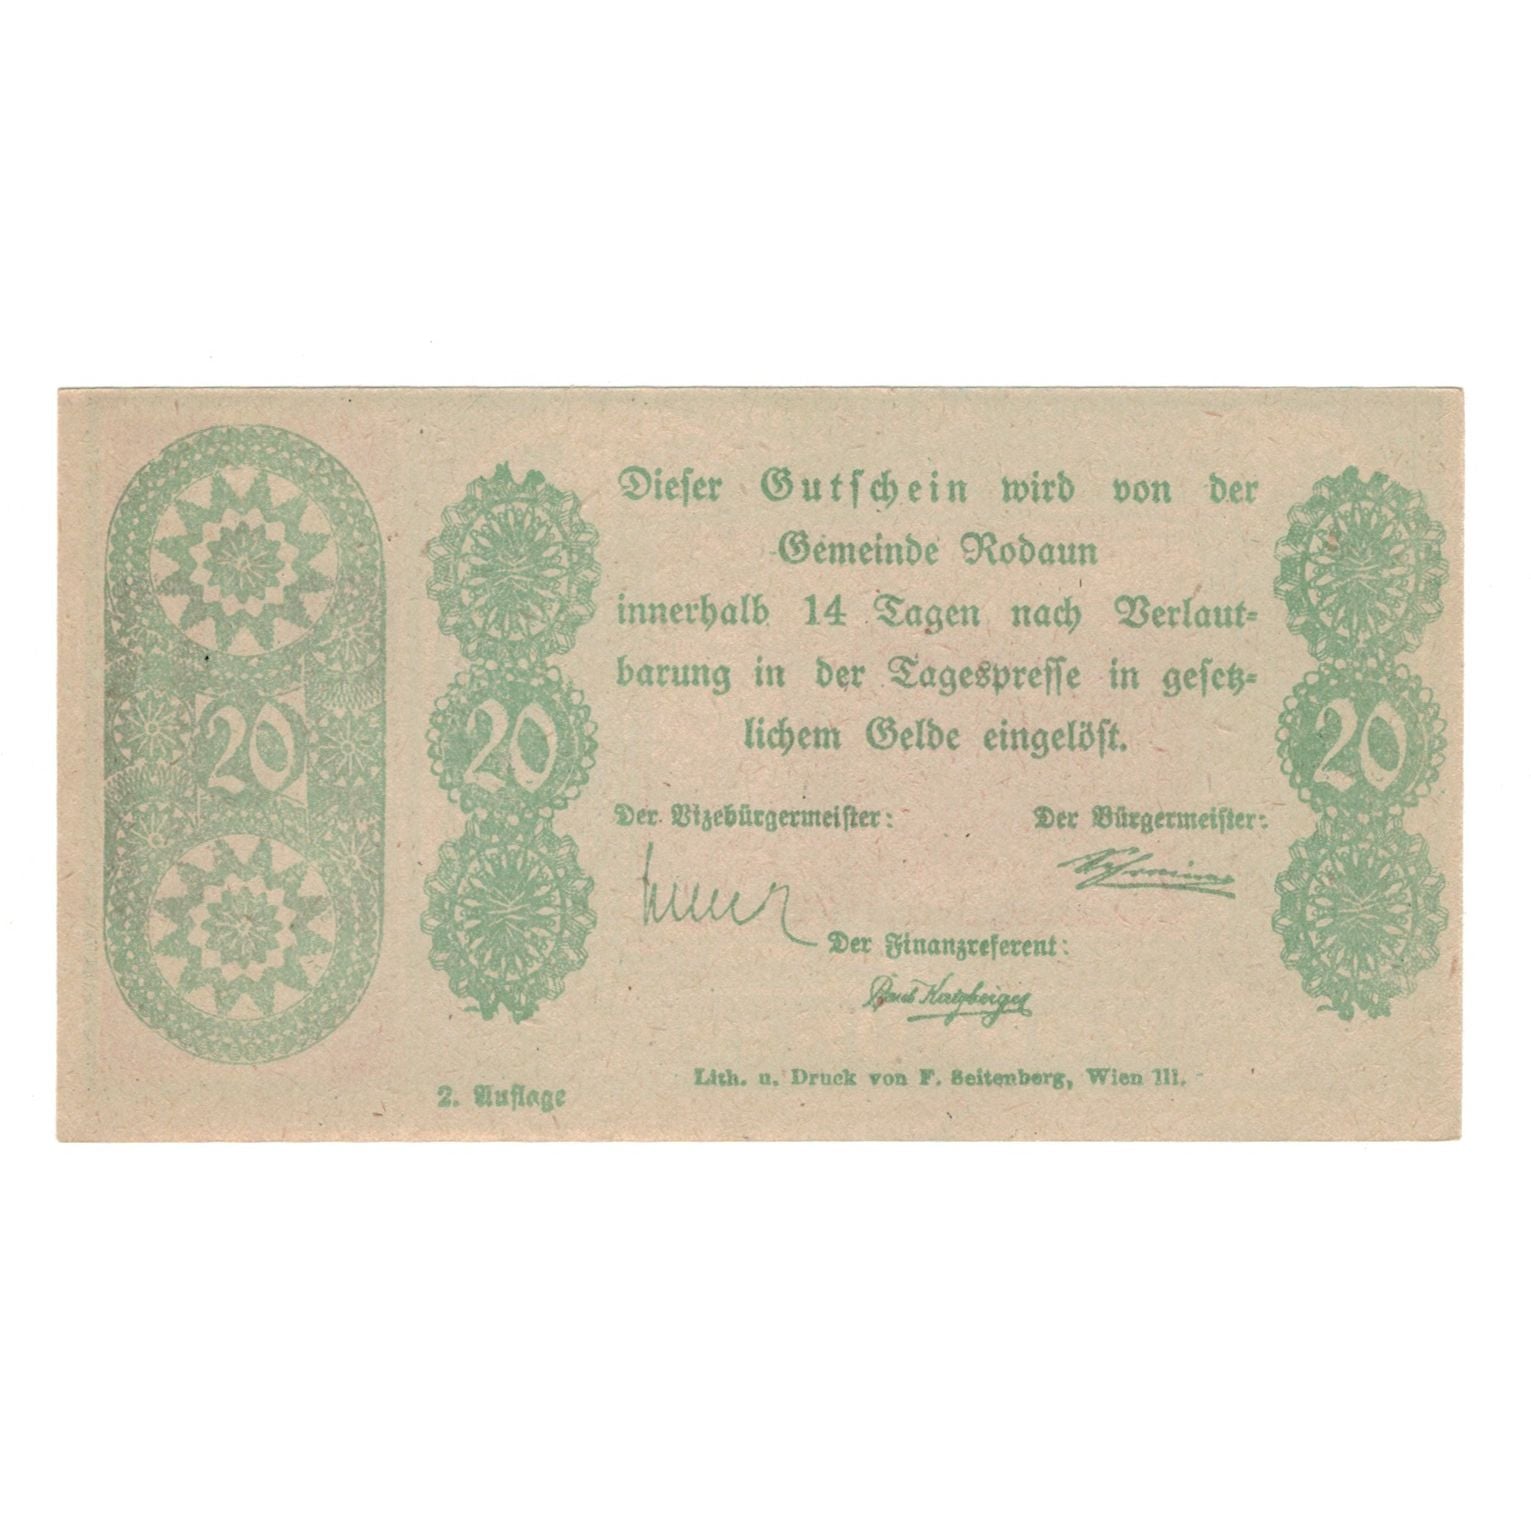 Dieser Gutschein wird von der
Gemeinde Rodaun
innerhalb 14 Tagen nach Verlaut=
barung in der Tagespresse in gesetz=
lichem Gelde eingelöst.
20
20
20
Der Vizebürgermeister:
Der Bürgermeister:
Der Finanzreferent:
2. Auflage
Lith. u. Druck von F. Seitenberg, Wien III.